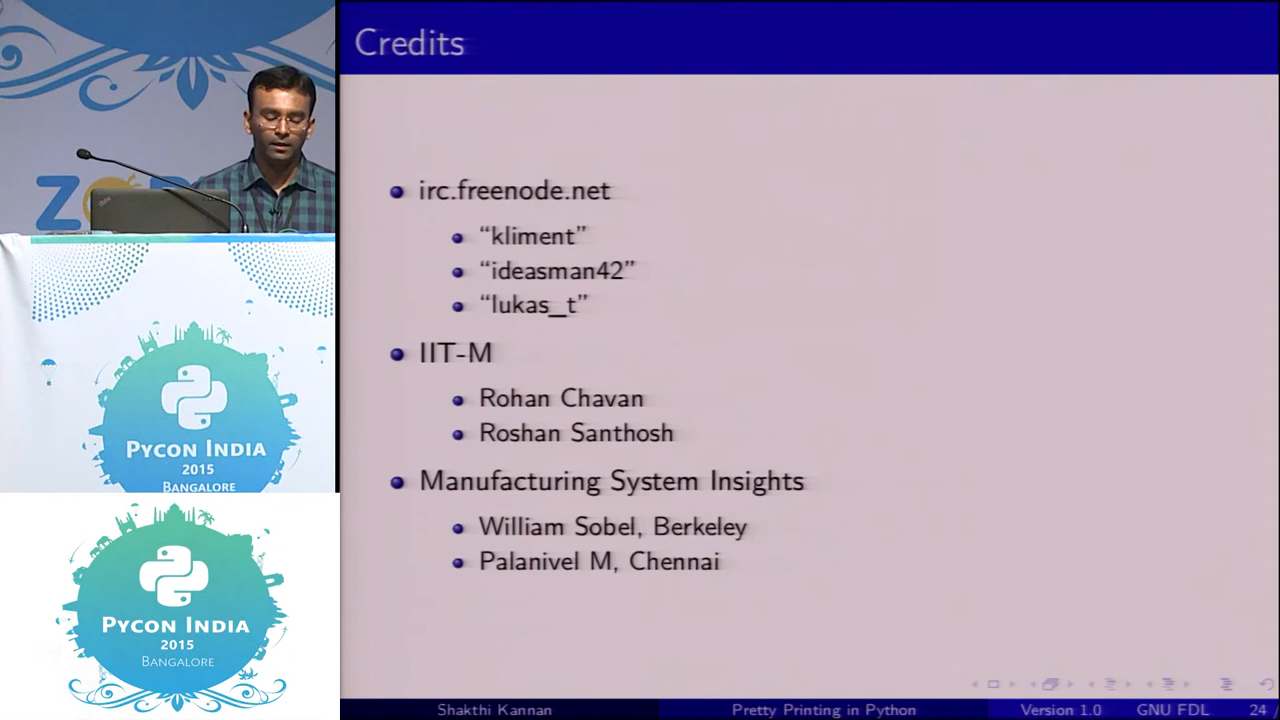 Credits
irc.freenode.net
“kliment”
“ideasman42”
“lukas_t”
IIT-M
Rohan Chavan
Roshan Santhosh
Manufacturing System Insights
William Sobel, Berkeley
Palanivel M, Chennai
Shakthi Kannan Pretty Printing in Python Version 1.0 GNU FDL 24
PYCON INDIA
2015
BANGALORE
PYCON INDIA
2015
BANGALORE